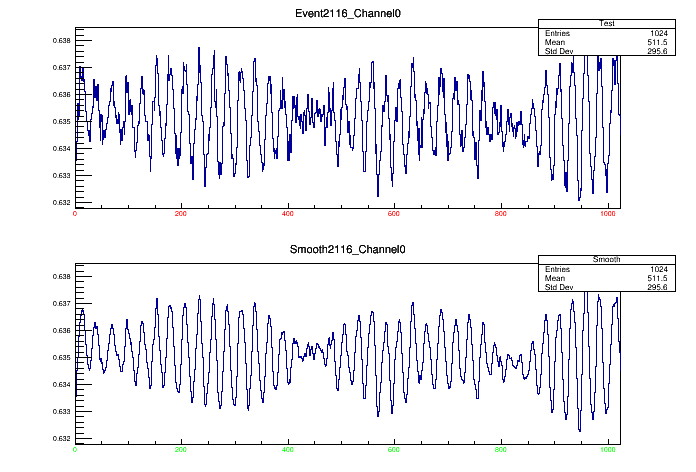 Event2116_Channel0
Test
Entries 1024
Mean 511.5
Std Dev 295.6
0.638
0.637
0.636
0.635
0.634
0.633
0.632
0 200 400 600 800 1000
Smooth2116_Channel0
Smooth
Entries 1024
Mean 511.5
Std Dev 295.6
0.638
0.637
0.636
0.635
0.634
0.633
0.632
0 200 400 600 800 1000